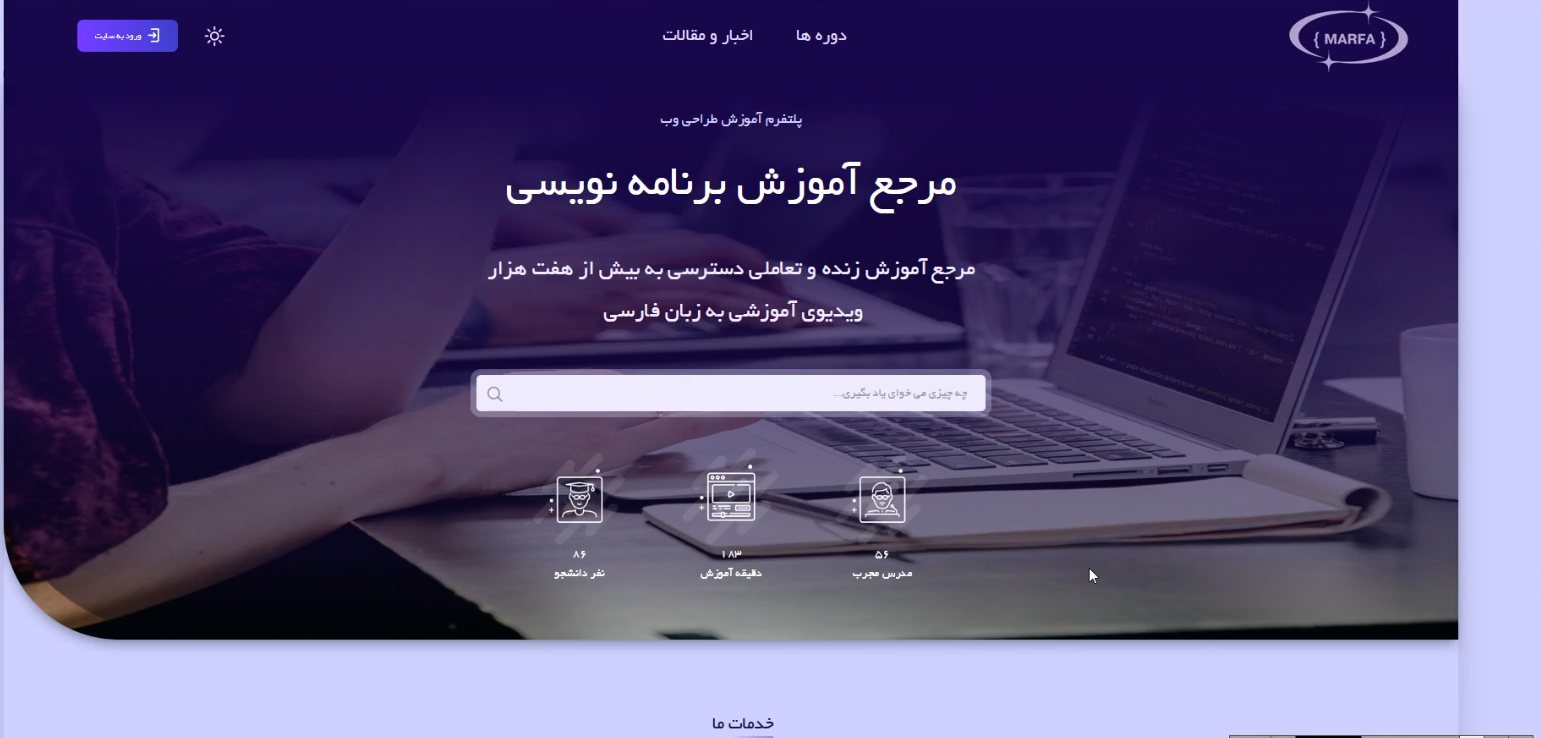 { MARFA }
دوره ها
اخبار و مقالات
ورود به سایت
پلتفرم آموزش طراحی وب
مرجع آموزش برنامه نویسی
مرجع آموزش زنده و تعاملی دسترسی به بیش از هفت هزار
ویدیوی آموزشی به زبان فارسی
چه چیزی می خوای یاد بگیری...
۵۶
مدرس مجرب
۱۸۳
دقیقه آموزش
۸۶
نفر دانشجو
خدمات ما